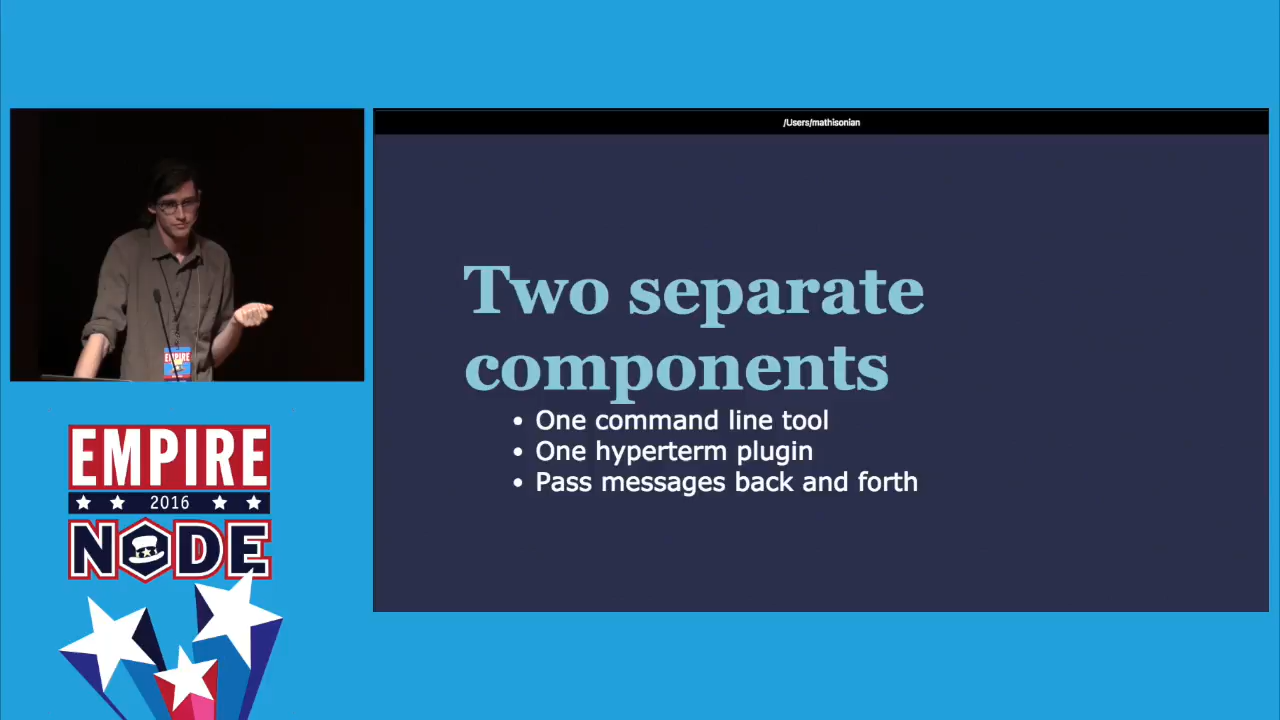 /Users/mathisonian
Two separate
components
• One command line tool
• One hyperterm plugin
• Pass messages back and forth
EMPIRE
EMPIRE
2016
NODE